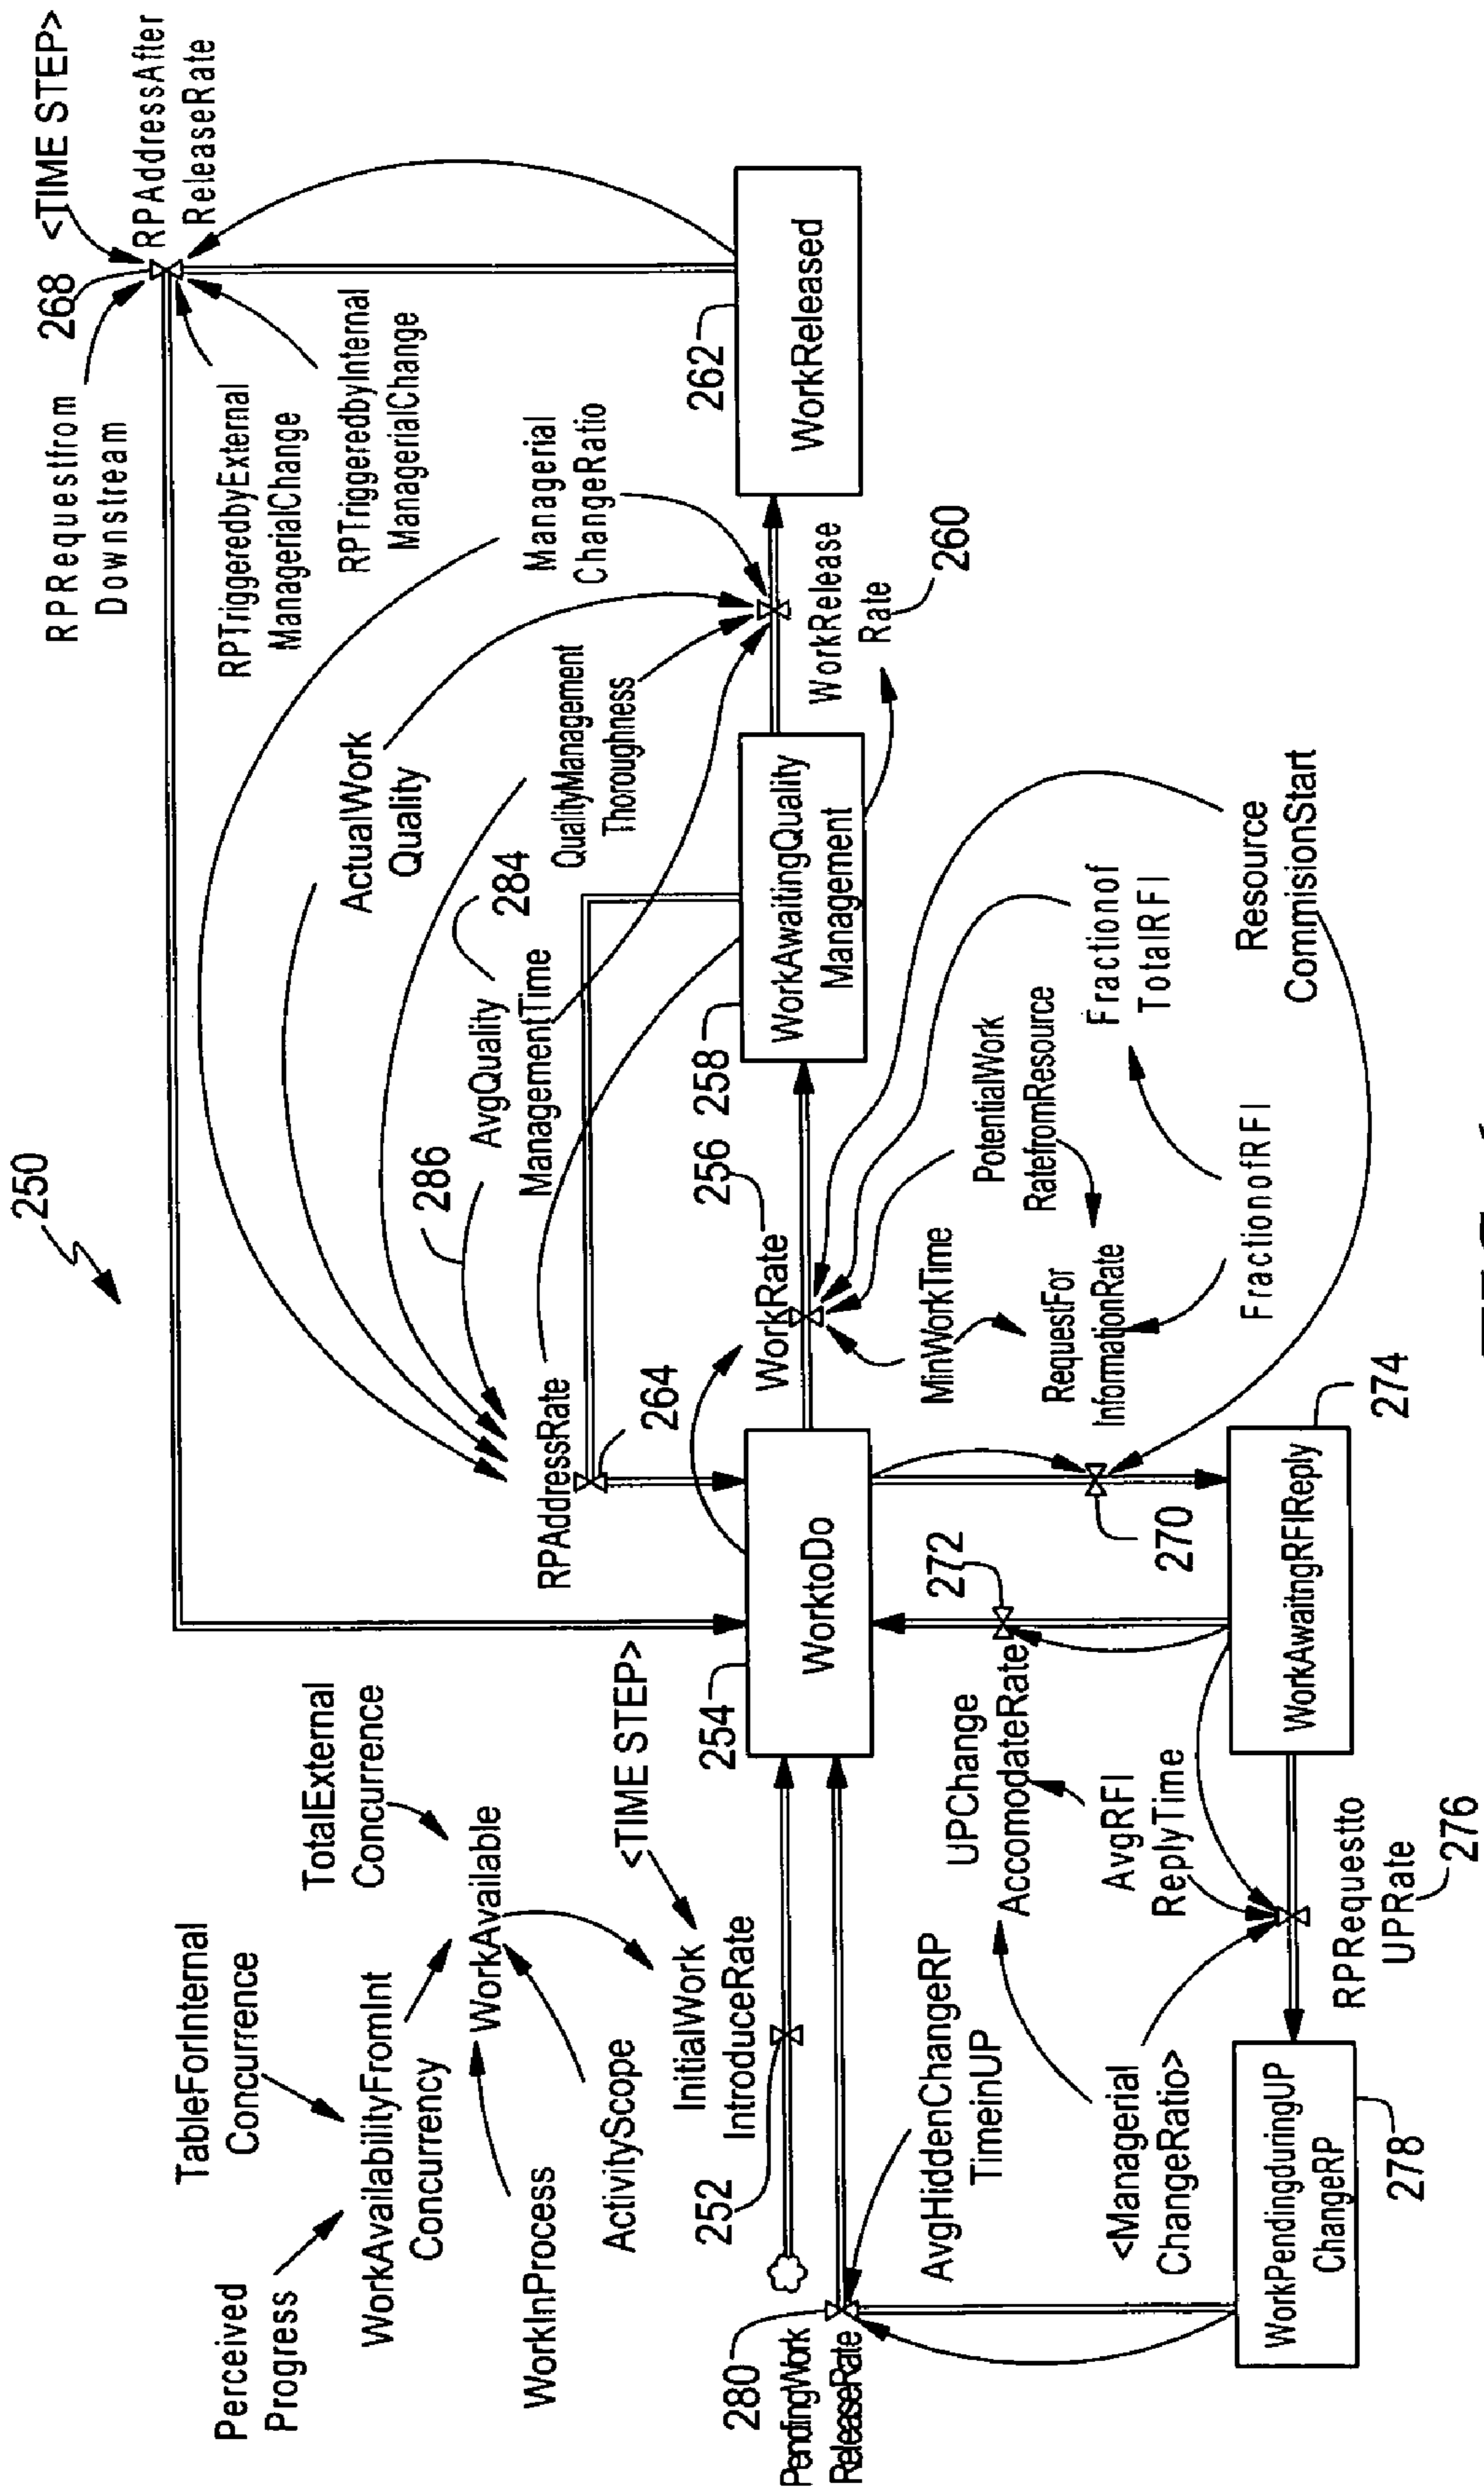 250
<TIME STEP>
268
RPAddressAfter
ReleaseRate
RPRequestfrom
Downstream
RPTriggeredbyExternal
ManagerialChange
RPTriggeredbyInternal
ManagerialChange
Managerial
ChangeRatio
ActualWork
Quality
QualityManagement
Thoroughness
284
AvgQuality
ManagementTime
286
RPAddressRate
264
TableForInternal
Concurrence
Perceived
Progress
WorkAvailabilityFromInt
Concurrency
TotalExternal
Concurrence
WorkAvailable
WorkInProcess
ActivityScope
<TIME STEP>
InitialWork
IntroduceRate
252
254
WorktoDo
WorkRate
256
258
WorkAwaitingQuality
Management
WorkRelease
Rate
260
262
WorkReleased
280
PendingWork
ReleaseRate
AvgHiddenChangeRP
TimeinUP
UPChange
AccomodateRate
272
270
MinWorkTime
PotentialWork
RatefromResource
RequestFor
InformationRate
FractionofRFI
Fractionof
TotalRFI
Resource
CommisionStart
AvgRFI
ReplyTime
<Managerial
ChangeRatio>
WorkPendingduringUP
ChangeRP
278
RPRequestto
UPRate
276
WorkAwaitngRFIReply
274